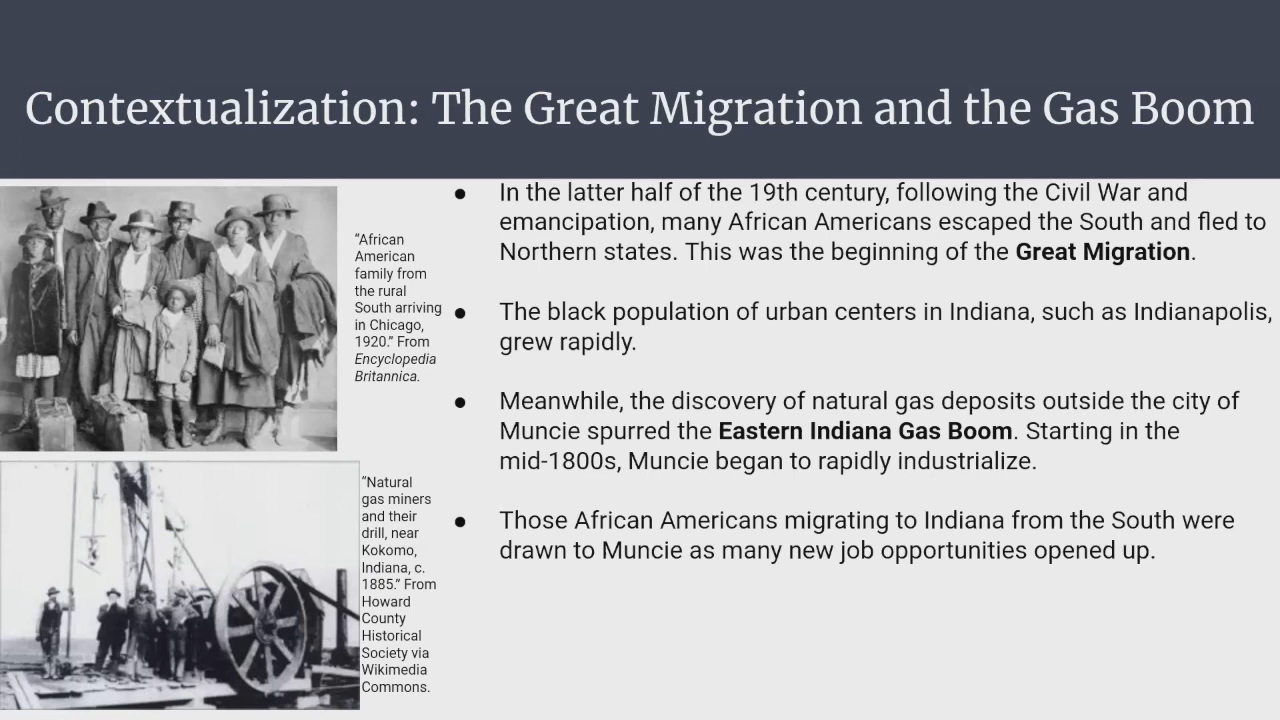 Contextualization: The Great Migration and the Gas Boom
“African
American
family from
the rural
South arriving
in Chicago,
1920.” From
Encyclopedia
Britannica.
“Natural
gas miners
and their
drill, near
Kokomo,
Indiana, c.
1885.” From
Howard
County
Historical
Society via
Wikimedia
Commons.
● In the latter half of the 19th century, following the Civil War and
emancipation, many African Americans escaped the South and fled to
Northern states. This was the beginning of the Great Migration.
● The black population of urban centers in Indiana, such as Indianapolis,
grew rapidly.
● Meanwhile, the discovery of natural gas deposits outside the city of
Muncie spurred the Eastern Indiana Gas Boom. Starting in the
mid-1800s, Muncie began to rapidly industrialize.
● Those African Americans migrating to Indiana from the South were
drawn to Muncie as many new job opportunities opened up.